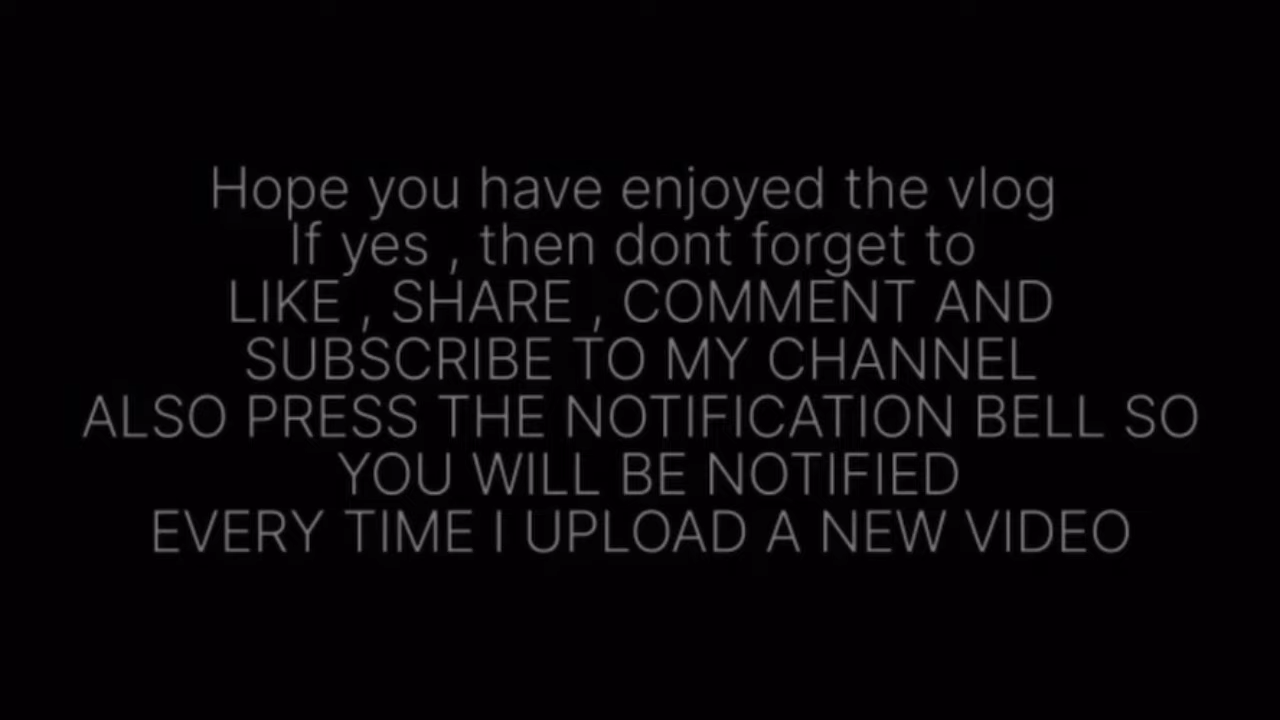 Hope you have enjoyed the vlog
If yes , then dont forget to
LIKE , SHARE , COMMENT AND
SUBSCRIBE TO MY CHANNEL
ALSO PRESS THE NOTIFICATION BELL SO
YOU WILL BE NOTIFIED
EVERY TIME I UPLOAD A NEW VIDEO